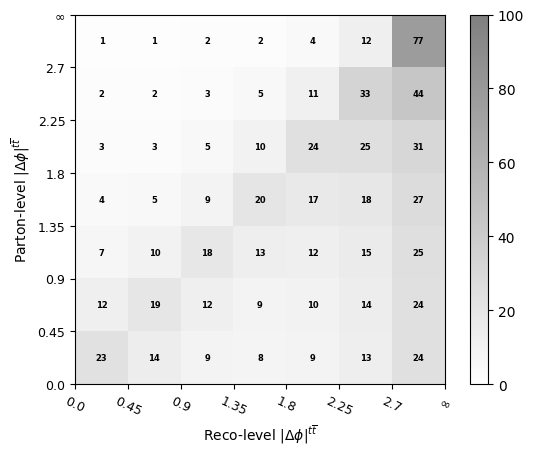 ∞ 1 1 2 2 4 12 77 100
2.7
2 2 3 5 11 33 44 80
2.25
3 3 5 10 24 25 31 60
1.8
4 5 9 20 17 18 27
1.35 40
7 10 18 13 12 15 25
0.9
12 19 12 9 10 14 24 20
0.45
23 14 9 8 9 13 24
0.0 0
0.0 0.45 0.9 1.35 1.8 2.25 2.7 ∞
Parton-level |Δϕ|^{tt̅}
Reco-level |Δϕ|^{tt̅}